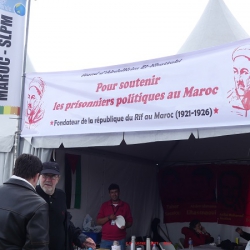 MAROC - SLPM
Pour soutenir
les prisonniers politiques au Maroc
*Fondateur de la république du Rif au Maroc (1921-1926)*